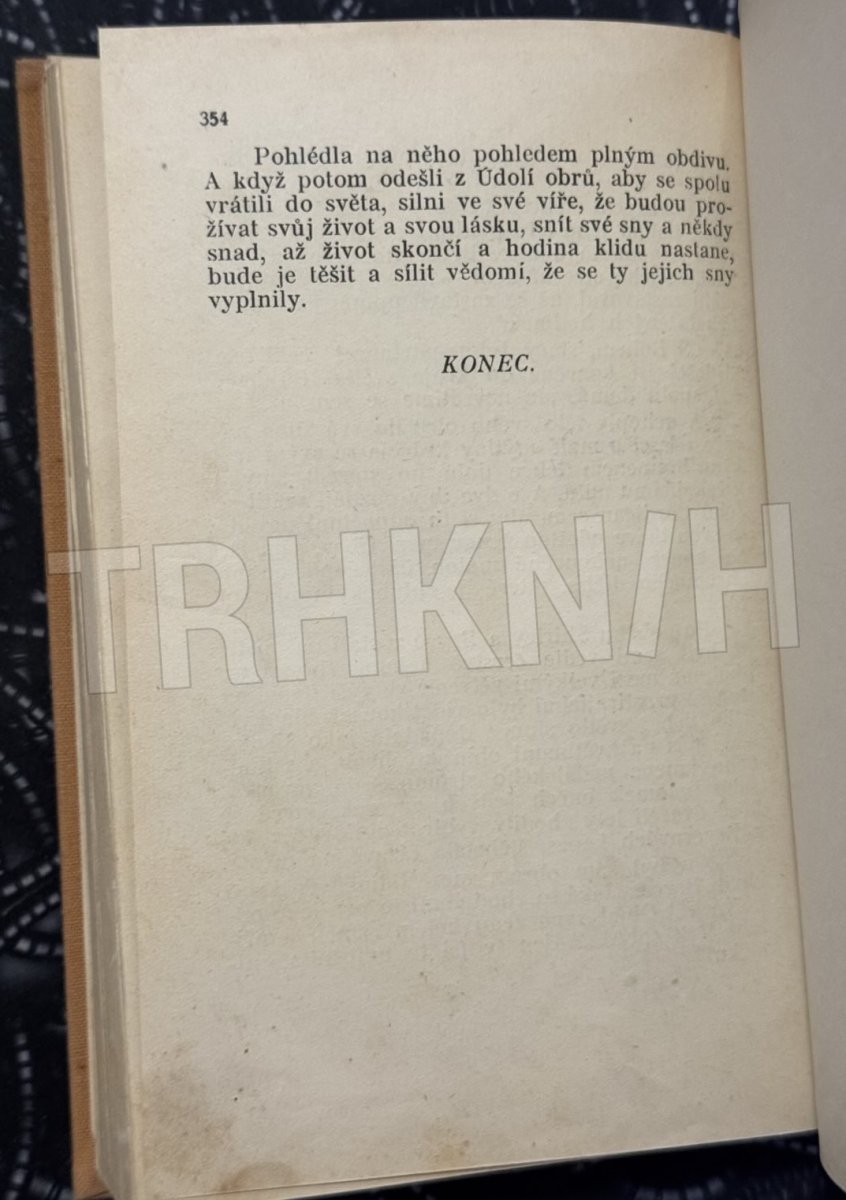 354
Pohlédla na něho pohledem plným obdivu.
A když potom odešli z Údolí obrů, aby se spolu
vrátili do světa, silni ve své víře, že budou pro-
žívat svůj život a svou lásku, snít své sny a někdy
snad, až život skončí a hodina klidu nastane,
bude je těšit a sílit vědomí, že se ty jejich sny
vyplnily.
KONEC.
TRHKNIH